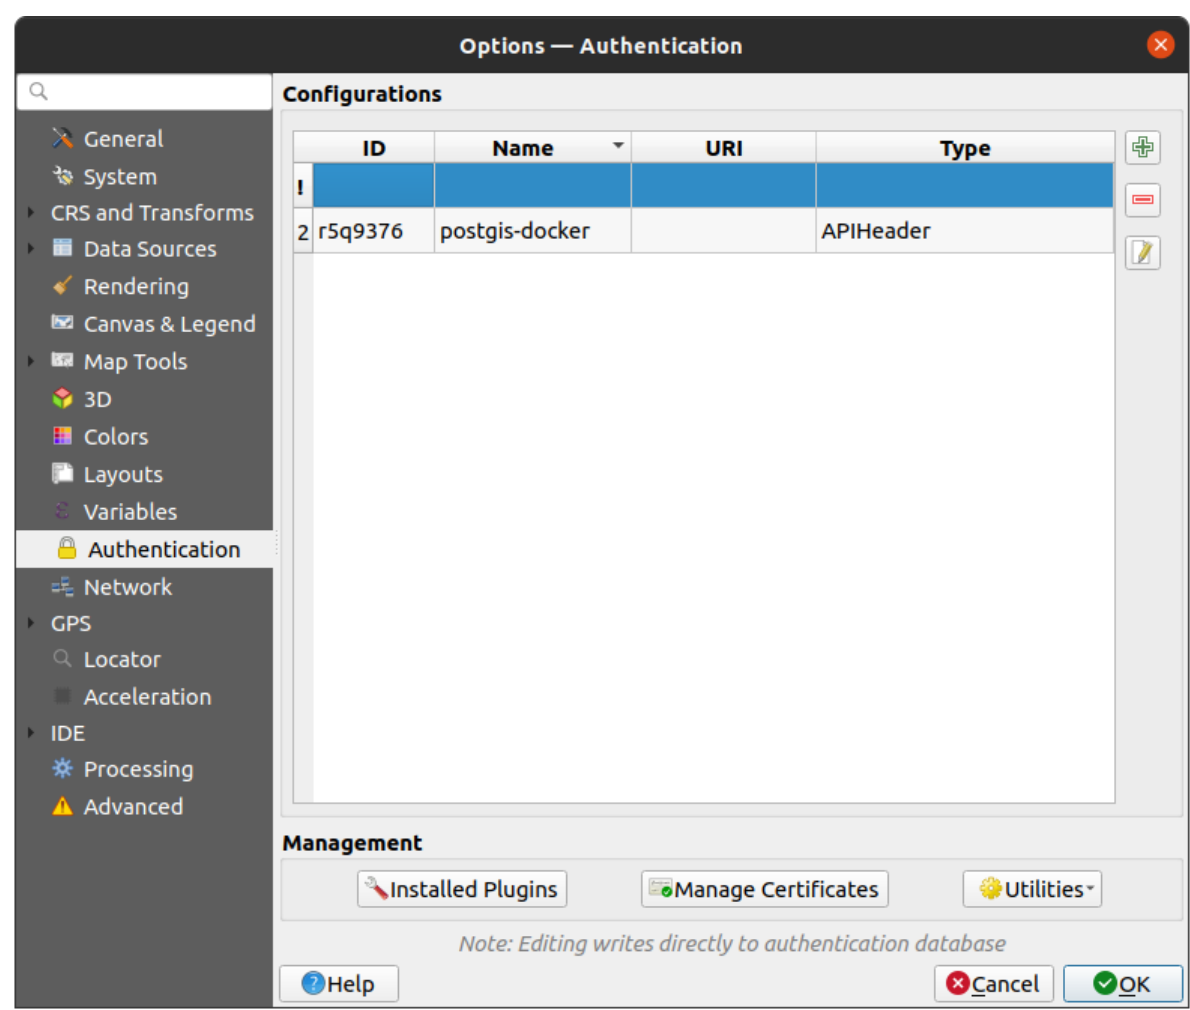 Options — Authentication
Configurations
General
System
CRS and Transforms
Data Sources
Rendering
Canvas & Legend
Map Tools
3D
Colors
Layouts
Variables
Authentication
Network
GPS
Locator
Acceleration
IDE
Processing
Advanced
ID Name URI Type
!
2 r5q9376 postgis-docker APIHeader
Management
Installed Plugins Manage Certificates Utilities
Note: Editing writes directly to authentication database
Help Cancel OK